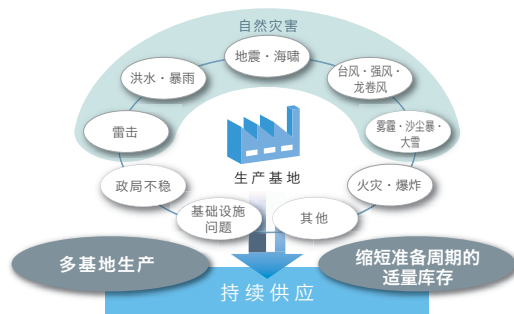 自然灾害
地震・海啸
洪水・暴雨
台风・强风・
龙卷风
雷击
雾霾・沙尘暴・
大雪
生产基地
政局不稳
火灾・爆炸
基础设施
问题
其他
多基地生产
缩短准备周期的
适量库存
持续供应